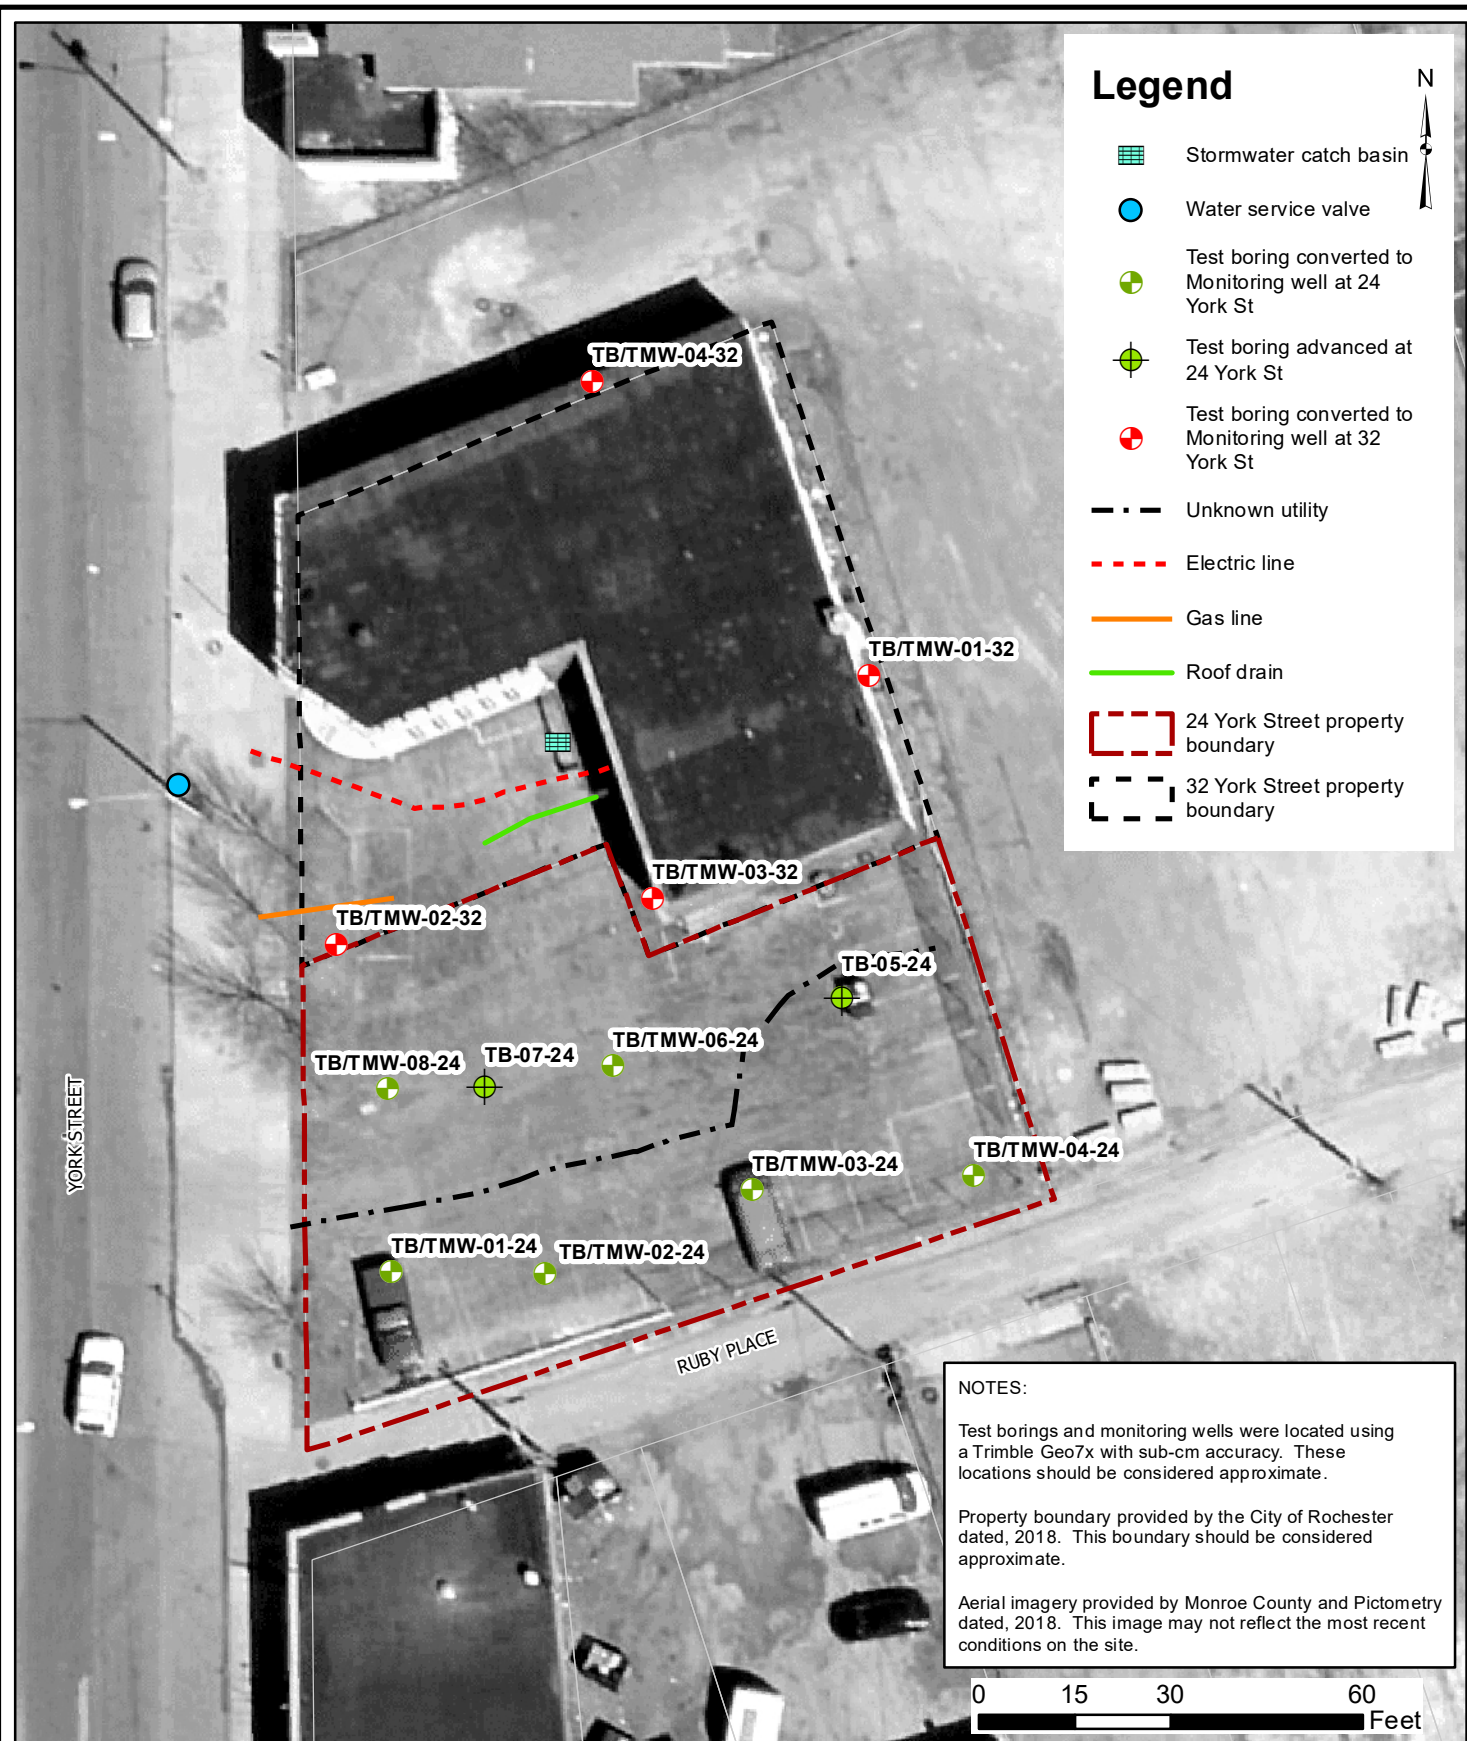 Legend
N
Stormwater catch basin
Water service valve
Test boring converted to
Monitoring well at 24
York St
Test boring advanced at
24 York St
Test boring converted to
Monitoring well at 32
York St
Unknown utility
Electric line
Gas line
Roof drain
24 York Street property
boundary
32 York Street property
boundary
TB/TMW-04-32
TB/TMW-01-32
TB/TMW-03-32
TB/TMW-02-32
TB-05-24
TB/TMW-06-24
TB-07-24
TB/TMW-08-24
TB/TMW-04-24
TB/TMW-03-24
TB/TMW-01-24
TB/TMW-02-24
YORK STREET
RUBY PLACE
NOTES:
Test borings and monitoring wells were located using
a Trimble Geo7x with sub-cm accuracy. These
locations should be considered approximate.
Property boundary provided by the City of Rochester
dated, 2018. This boundary should be considered
approximate.
Aerial imagery provided by Monroe County and Pictometry
dated, 2018. This image may not reflect the most recent
conditions on the site.
0 15 30 60
Feet